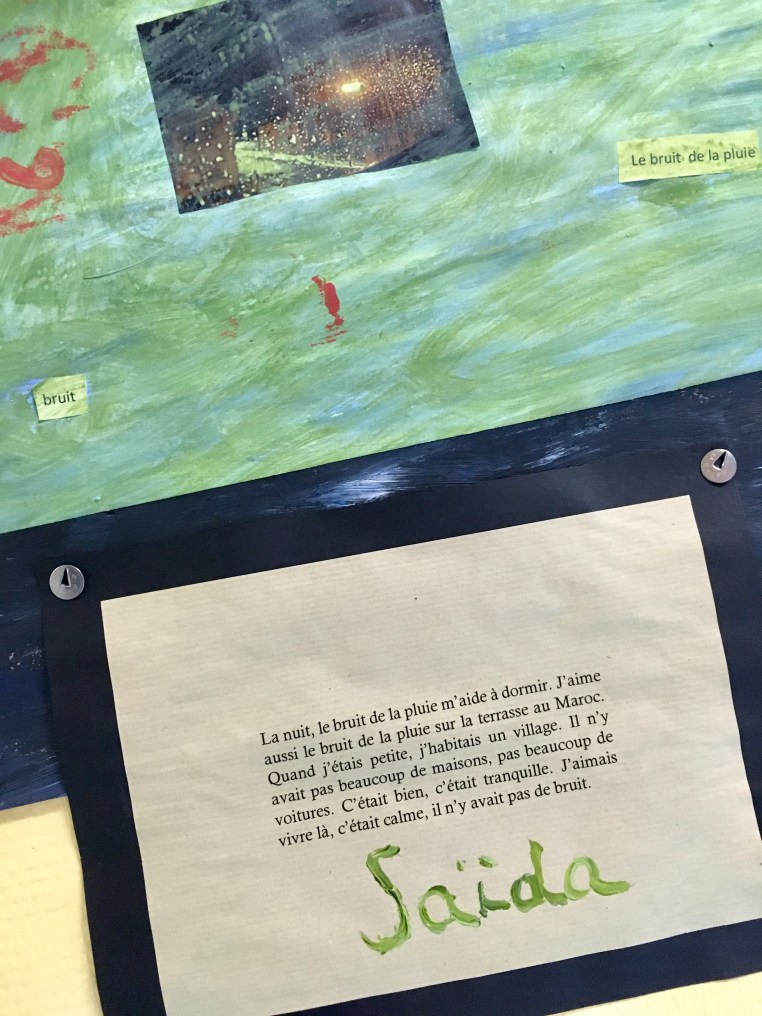 Le bruit de la pluie
bruit
La nuit, le bruit de la pluie m'aide à dormir. J'aime
aussi le bruit de la pluie sur la terrasse au Maroc.
Quand j'étais petite, j'habitais un village. Il n'y
avait pas beaucoup de maisons, pas beaucoup de
voitures. C'était bien, c'était tranquille. J'aimais
vivre là, c'était calme, il n'y avait pas de bruit.
Saïda